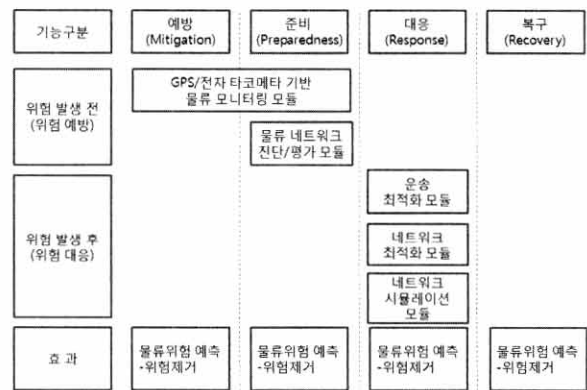 기능구분
예방
(Mitigation)
준비
(Preparedness)
대응
(Response)
복구
(Recovery)
위험 발생 전
(위험 예방)
GPS/전자 타코메타 기반
물류 모니터링 모듈
물류 네트워크
진단/평가 모듈
위험 발생 후
(위험 대응)
운송
최적화 모듈
네트워크
최적화 모듈
네트워크
시뮬레이션
모듈
효 과
물류위험 예측
-위험제거
물류위험 예측
-위험제거
물류위험 예측
-위험제거
물류위험 예측
-위험제거